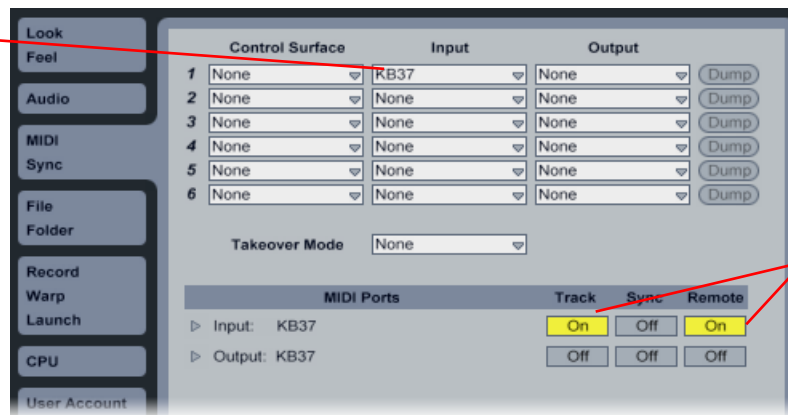 Look
Feel
Audio
MIDI
Sync
File
Folder
Record
Warp
Launch
CPU
User Account
Control Surface Input Output
1 None KB37 None Dump
2 None None None Dump
3 None None None Dump
4 None None None Dump
5 None None None Dump
6 None None None Dump
Takeover Mode None
MIDI Ports Track Sync Remote
Input: KB37 On Off On
Output: KB37 Off Off Off